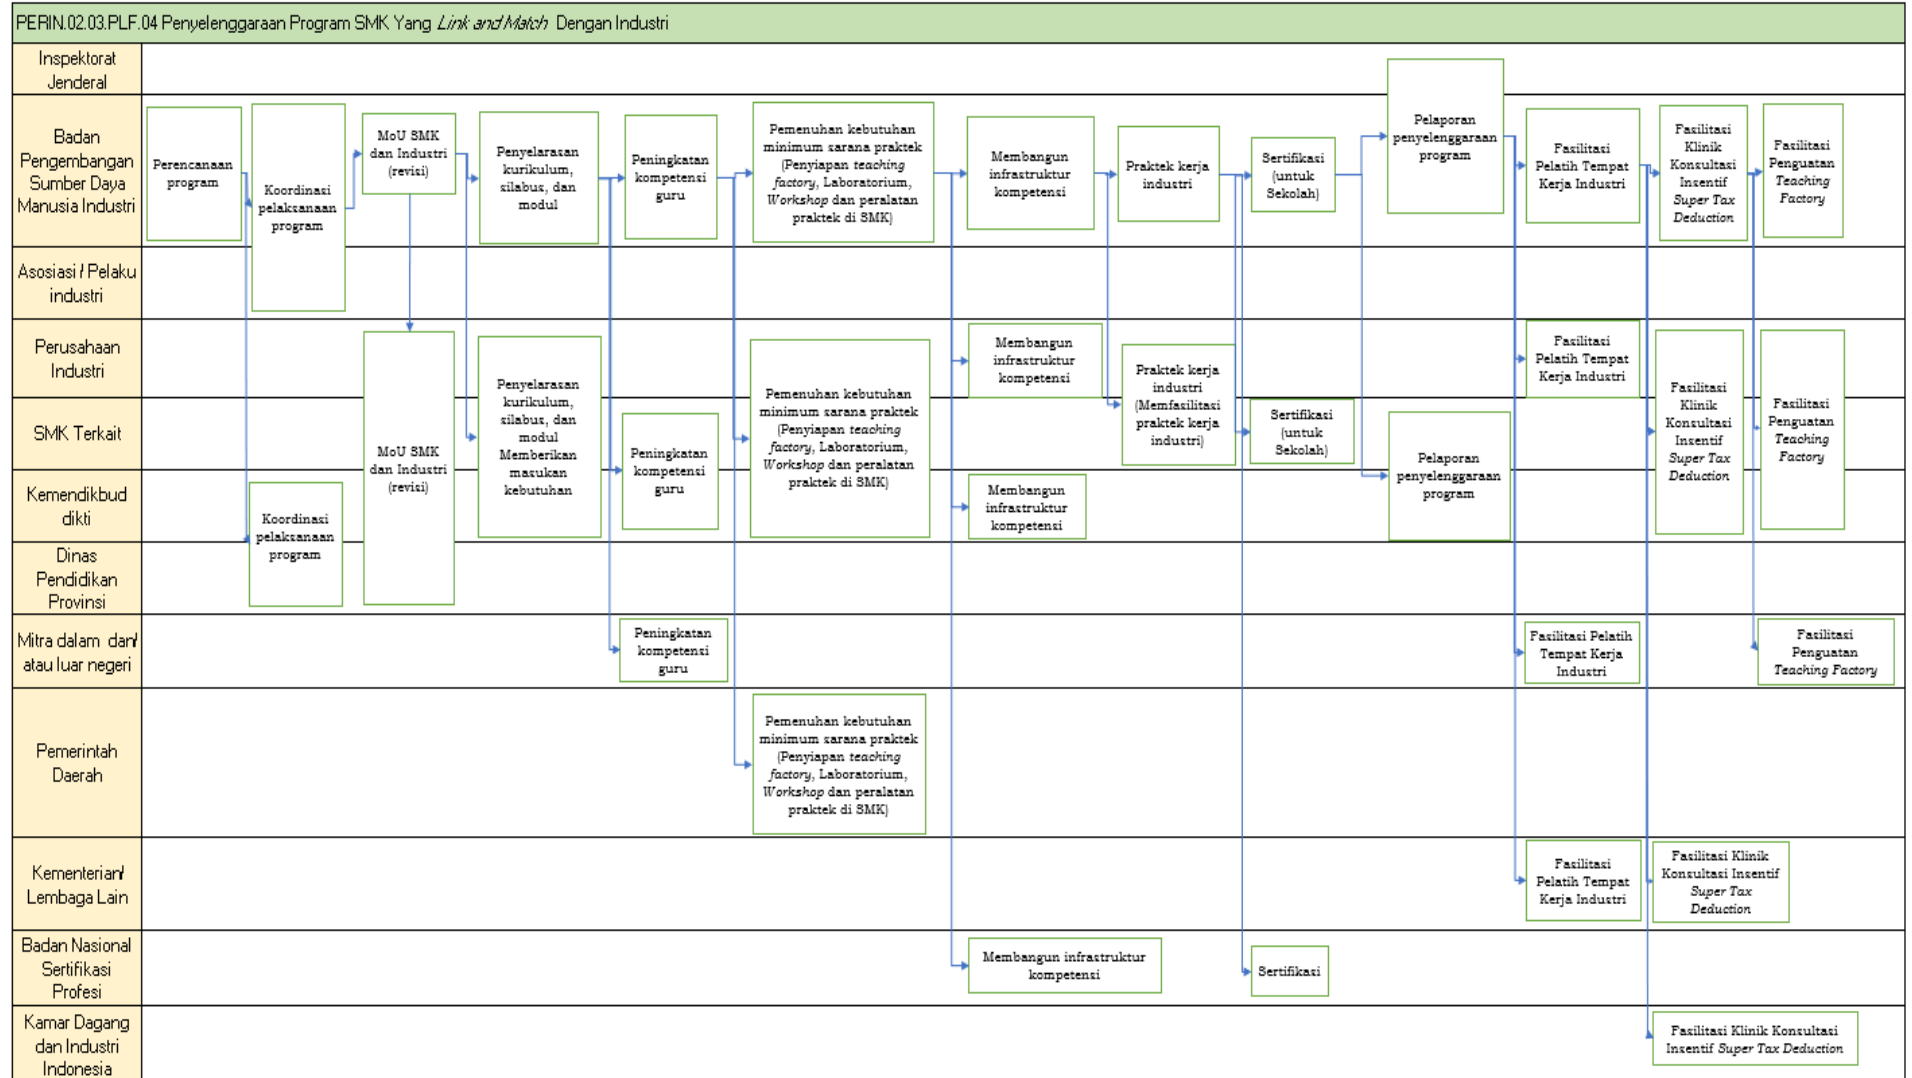 PERIN.02.03.PLF.04 Penyelenggaraan Program SMK Yang Link and Match Dengan Industri
Inspektorat
Jenderal
Badan
Pengembangan
Sumber Daya
Manusia Industri
Perencanaan
program
Koordinasi
pelaksanaan
program
MoU SMK
dan Industri
(revisi)
Penyelarasan
kurikulum,
silabus, dan
modul
Peningkatan
kompetensi
guru
Pemenuhan kebutuhan
minimum sarana praktek
(Penyiapan teaching
factory, Laboratorium,
Workshop dan peralatan
praktek di SMK)
Membangun
infrastruktur
kompetensi
Praktek kerja
industri
Sertifikasi
(untuk
Sekolah)
Pelaporan
penyelenggaraan
program
Fasilitasi
Pelatih Tempat
Kerja Industri
Fasilitasi
Klinik
Konsultasi
Insentif
Super Tax
Deduction
Fasilitasi
Penguatan
Teaching
Factory
Asosiasi / Pelaku
industri
Perusahaan
Industri
SMK Terkait
Kemendikbud
dikti
Dinas
Pendidikan
Provinsi
Koordinasi
pelaksanaan
program
MoU SMK
dan Industri
(revisi)
Penyelarasan
kurikulum,
silabus, dan
modul
Memberikan
masukan
kebutuhan
Peningkatan
kompetensi
guru
Pemenuhan kebutuhan
minimum sarana praktek
(Penyiapan teaching
factory, Laboratorium,
Workshop dan peralatan
praktek di SMK)
Membangun
infrastruktur
kompetensi
Membangun
infrastruktur
kompetensi
Praktek kerja
industri
(Memfasilitasi
praktek kerja
industri)
Sertifikasi
(untuk
Sekolah)
Pelaporan
penyelenggaraan
program
Fasilitasi
Pelatih Tempat
Kerja Industri
Fasilitasi
Klinik
Konsultasi
Insentif
Super Tax
Deduction
Fasilitasi
Penguatan
Teaching
Factory
Mitra dalam dan/
atau luar negeri
Peningkatan
kompetensi
guru
Fasilitasi Pelatih
Tempat Kerja
Industri
Fasilitasi
Penguatan
Teaching Factory
Pemerintah
Daerah
Pemenuhan kebutuhan
minimum sarana praktek
(Penyiapan teaching
factory, Laboratorium,
Workshop dan peralatan
praktek di SMK)
Kementerian/
Lembaga Lain
Fasilitasi
Pelatih Tempat
Kerja Industri
Fasilitasi Klinik
Konsultasi Insentif
Super Tax
Deduction
Badan Nasional
Sertifikasi
Profesi
Membangun infrastruktur
kompetensi
Sertifikasi
Kamar Dagang
dan Industri
Indonesia
Fasilitasi Klinik Konsultasi
Insentif Super Tax Deduction